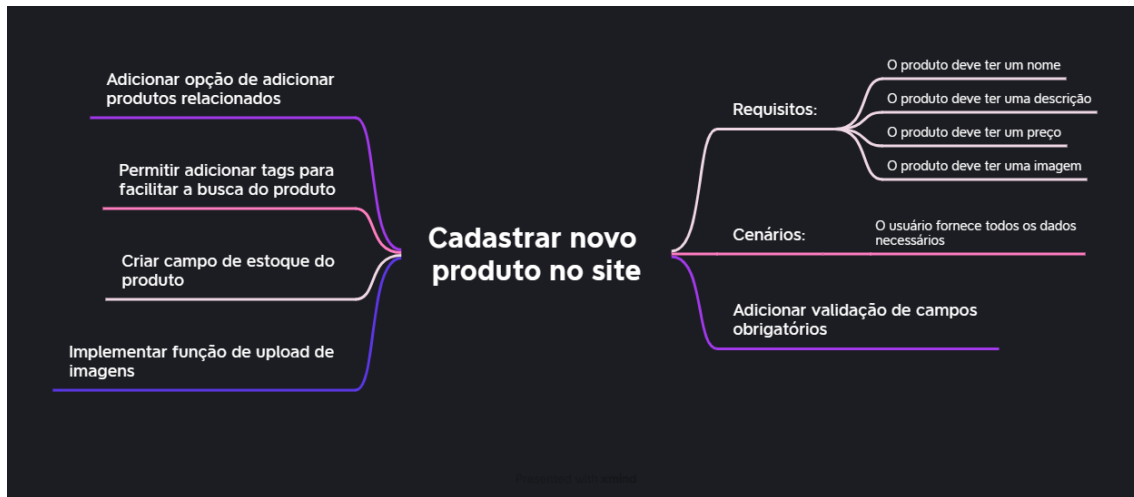 Adicionar opção de adicionar
produtos relacionados
Permitir adicionar tags para
facilitar a busca do produto
Criar campo de estoque do
produto
Implementar função de upload de
imagens
Cadastrar novo
produto no site
Requisitos:
O produto deve ter um nome
O produto deve ter uma descrição
O produto deve ter um preço
O produto deve ter uma imagem
Cenários:
O usuário fornece todos os dados
necessários
Adicionar validação de campos
obrigatórios
Presented with xmind